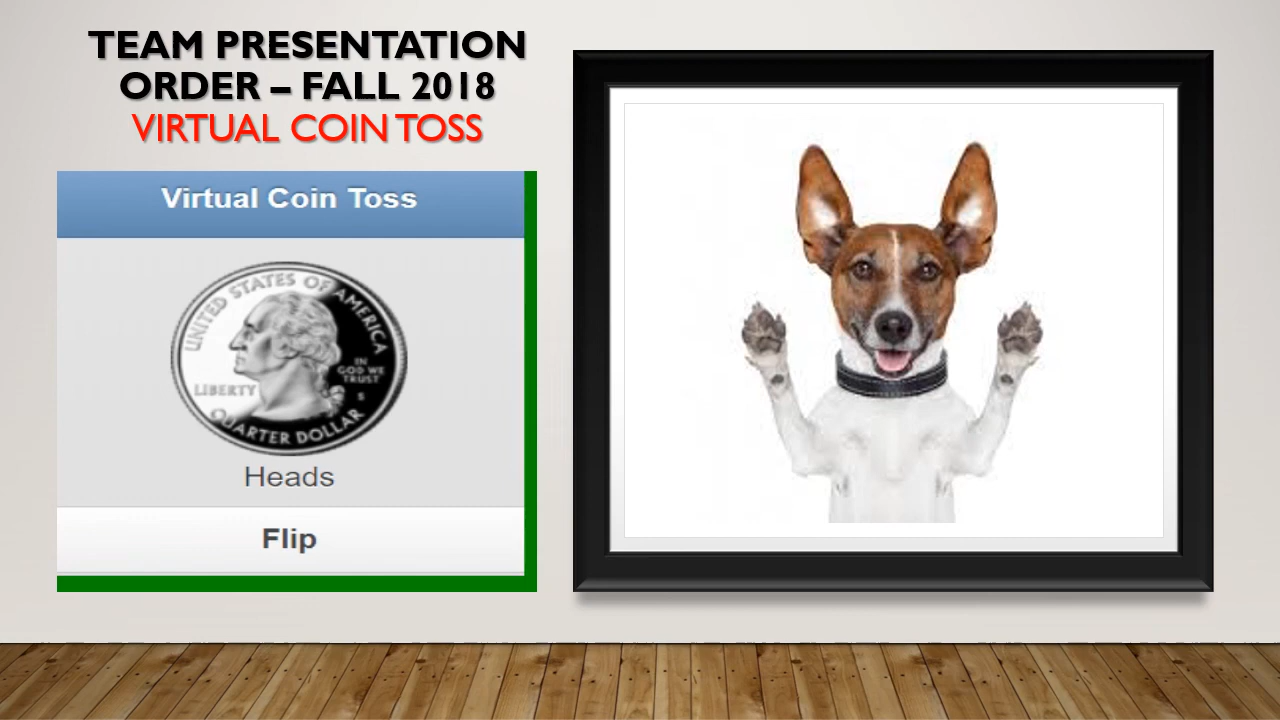 TEAM PRESENTATION
ORDER – FALL 2018
VIRTUAL COIN TOSS
Virtual Coin Toss
UNITED STATES OF AMERICA
IN
GOD WE
TRUST
LIBERTY
S
QUARTER DOLLAR
Heads
Flip